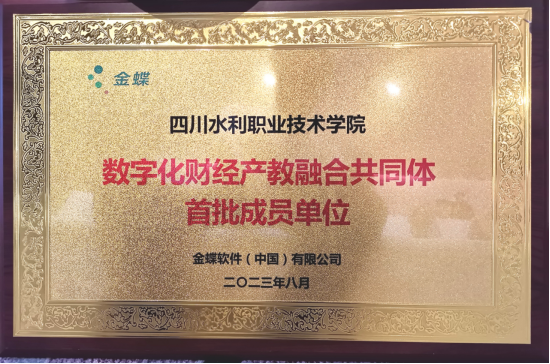 金蝶
四川水利职业技术学院
数字化财经产教融合共同体
首批成员单位
金蝶软件（中国）有限公司
二〇二三年八月